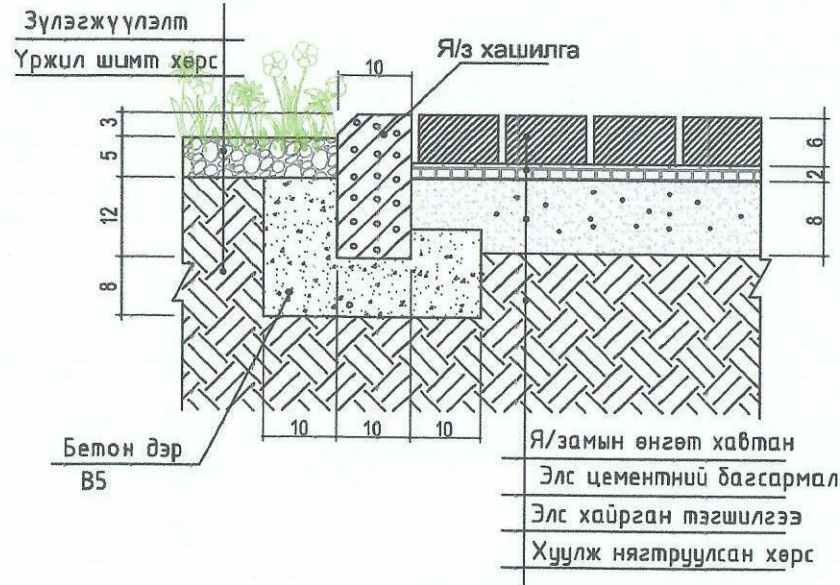 Зүлэгжүүлэлт
Үржил шимт хөрс
Я/з хашилга
10
3
5
12
8
6
2
8
10 10 10
Бетон дэр
B5
Я/замын өнгөт хавтан
Элс цементний багсармал
Элс хайрган тэгшилгээ
Хуулж нягтруулсан хөрс